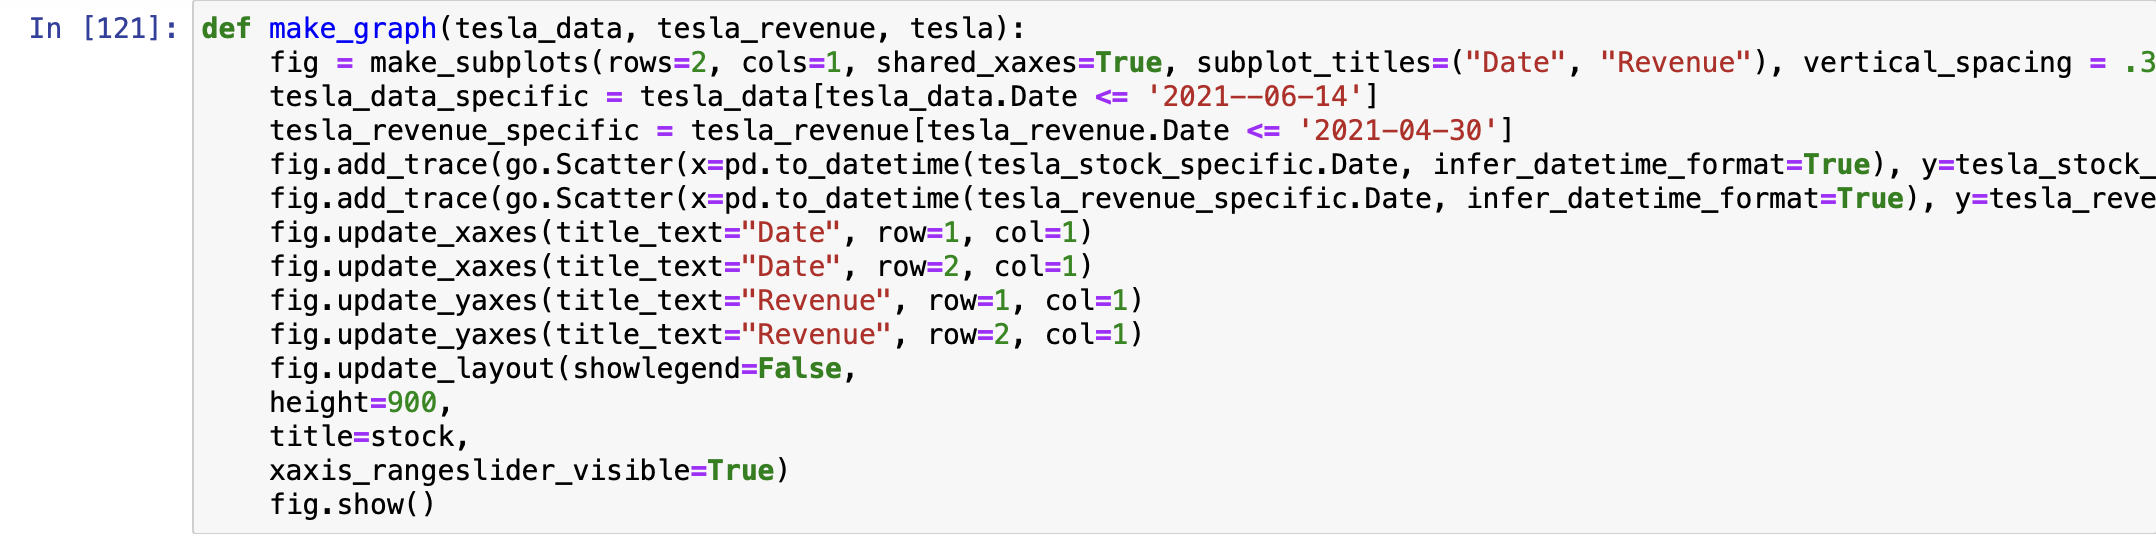 In [121]: def make_graph(tesla_data, tesla_revenue, tesla):
    fig = make_subplots(rows=2, cols=1, shared_xaxes=True, subplot_titles=("Date", "Revenue"), vertical_spacing = .3
    tesla_data_specific = tesla_data[tesla_data.Date <= '2021--06-14']
    tesla_revenue_specific = tesla_revenue[tesla_revenue.Date <= '2021-04-30']
    fig.add_trace(go.Scatter(x=pd.to_datetime(tesla_stock_specific.Date, infer_datetime_format=True), y=tesla_stock_
    fig.add_trace(go.Scatter(x=pd.to_datetime(tesla_revenue_specific.Date, infer_datetime_format=True), y=tesla_reve
    fig.update_xaxes(title_text="Date", row=1, col=1)
    fig.update_xaxes(title_text="Date", row=2, col=1)
    fig.update_yaxes(title_text="Revenue", row=1, col=1)
    fig.update_yaxes(title_text="Revenue", row=2, col=1)
    fig.update_layout(showlegend=False,
    height=900,
    title=stock,
    xaxis_rangeslider_visible=True)
    fig.show()